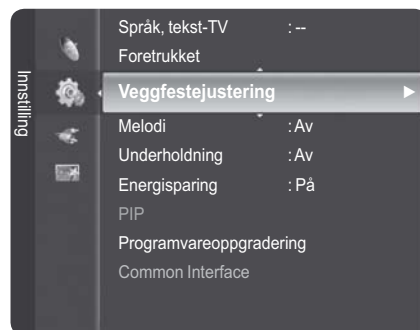 Innstilling
Språk, tekst-TV : --
Foretrukket
Veggfestejustering
Melodi : Av
Underholdning : Av
Energisparing : På
PIP
Programvareoppgradering
Common Interface